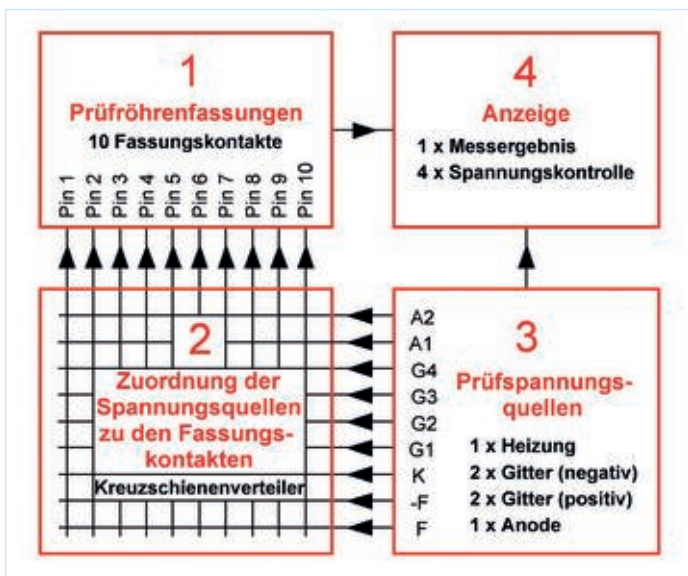 1
Prüfröhrenfassungen
10 Fassungskontakte
Pin 1
Pin 2
Pin 3
Pin 4
Pin 5
Pin 6
Pin 7
Pin 8
Pin 9
Pin 10
4
Anzeige
1 x Messergebnis
4 x Spannungskontrolle
2
Zuordnung der
Spannungsquellen
zu den Fassungs-
kontakten
Kreuzschienenverteiler
A2
A1
G4
G3
G2
G1
K
-F
F
3
Prüfspannungs-
quellen
1 x Heizung
2 x Gitter (negativ)
2 x Gitter (positiv)
1 x Anode